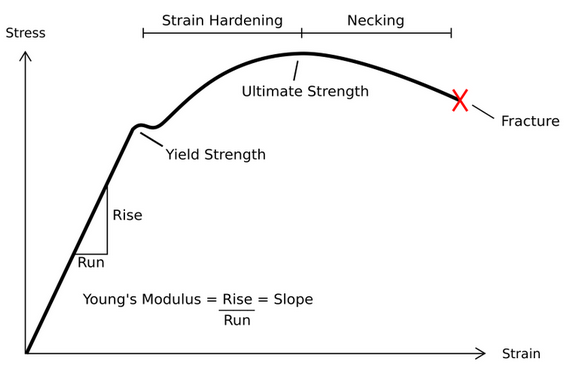 Strain Hardening
Necking
Stress
Ultimate Strength
Fracture
Yield Strength
Rise
Run
Young's Modulus = Rise = Slope
Run
Strain